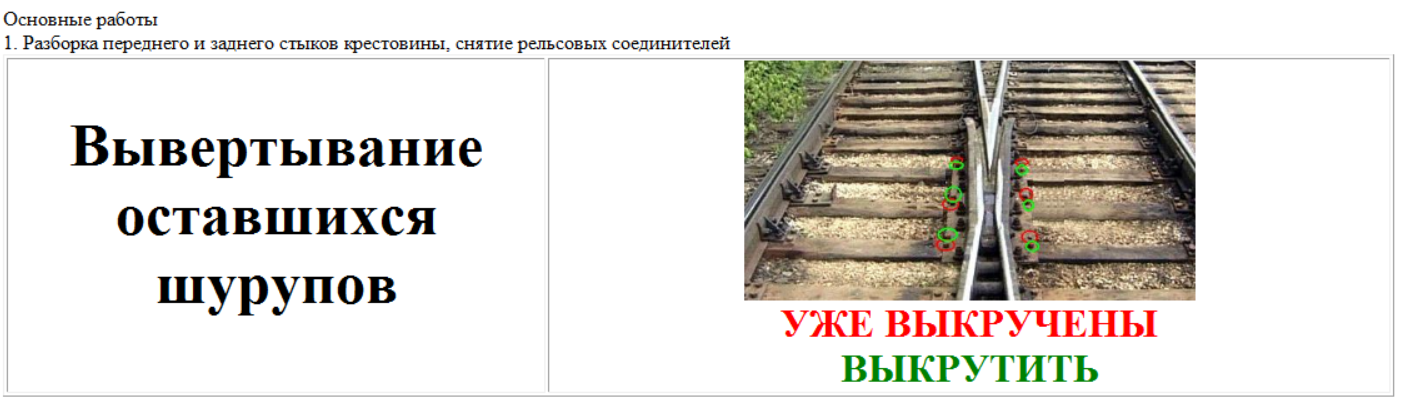 Основные работы
1. Разборка переднего и заднего стыков крестовины, снятие рельсовых соединителей
Вывертывание
оставшихся
шурупов
УЖЕ ВЫКРУЧЕНЫ
ВЫКРУТИТЬ